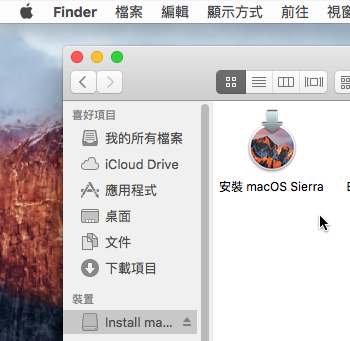 Finder 檔案 編輯 顯示方式 前往 視窗
喜好項目
我的所有檔案
iCloud Drive
應用程式
桌面
文件
下載項目
裝置
Install ma...
安裝 macOS Sierra